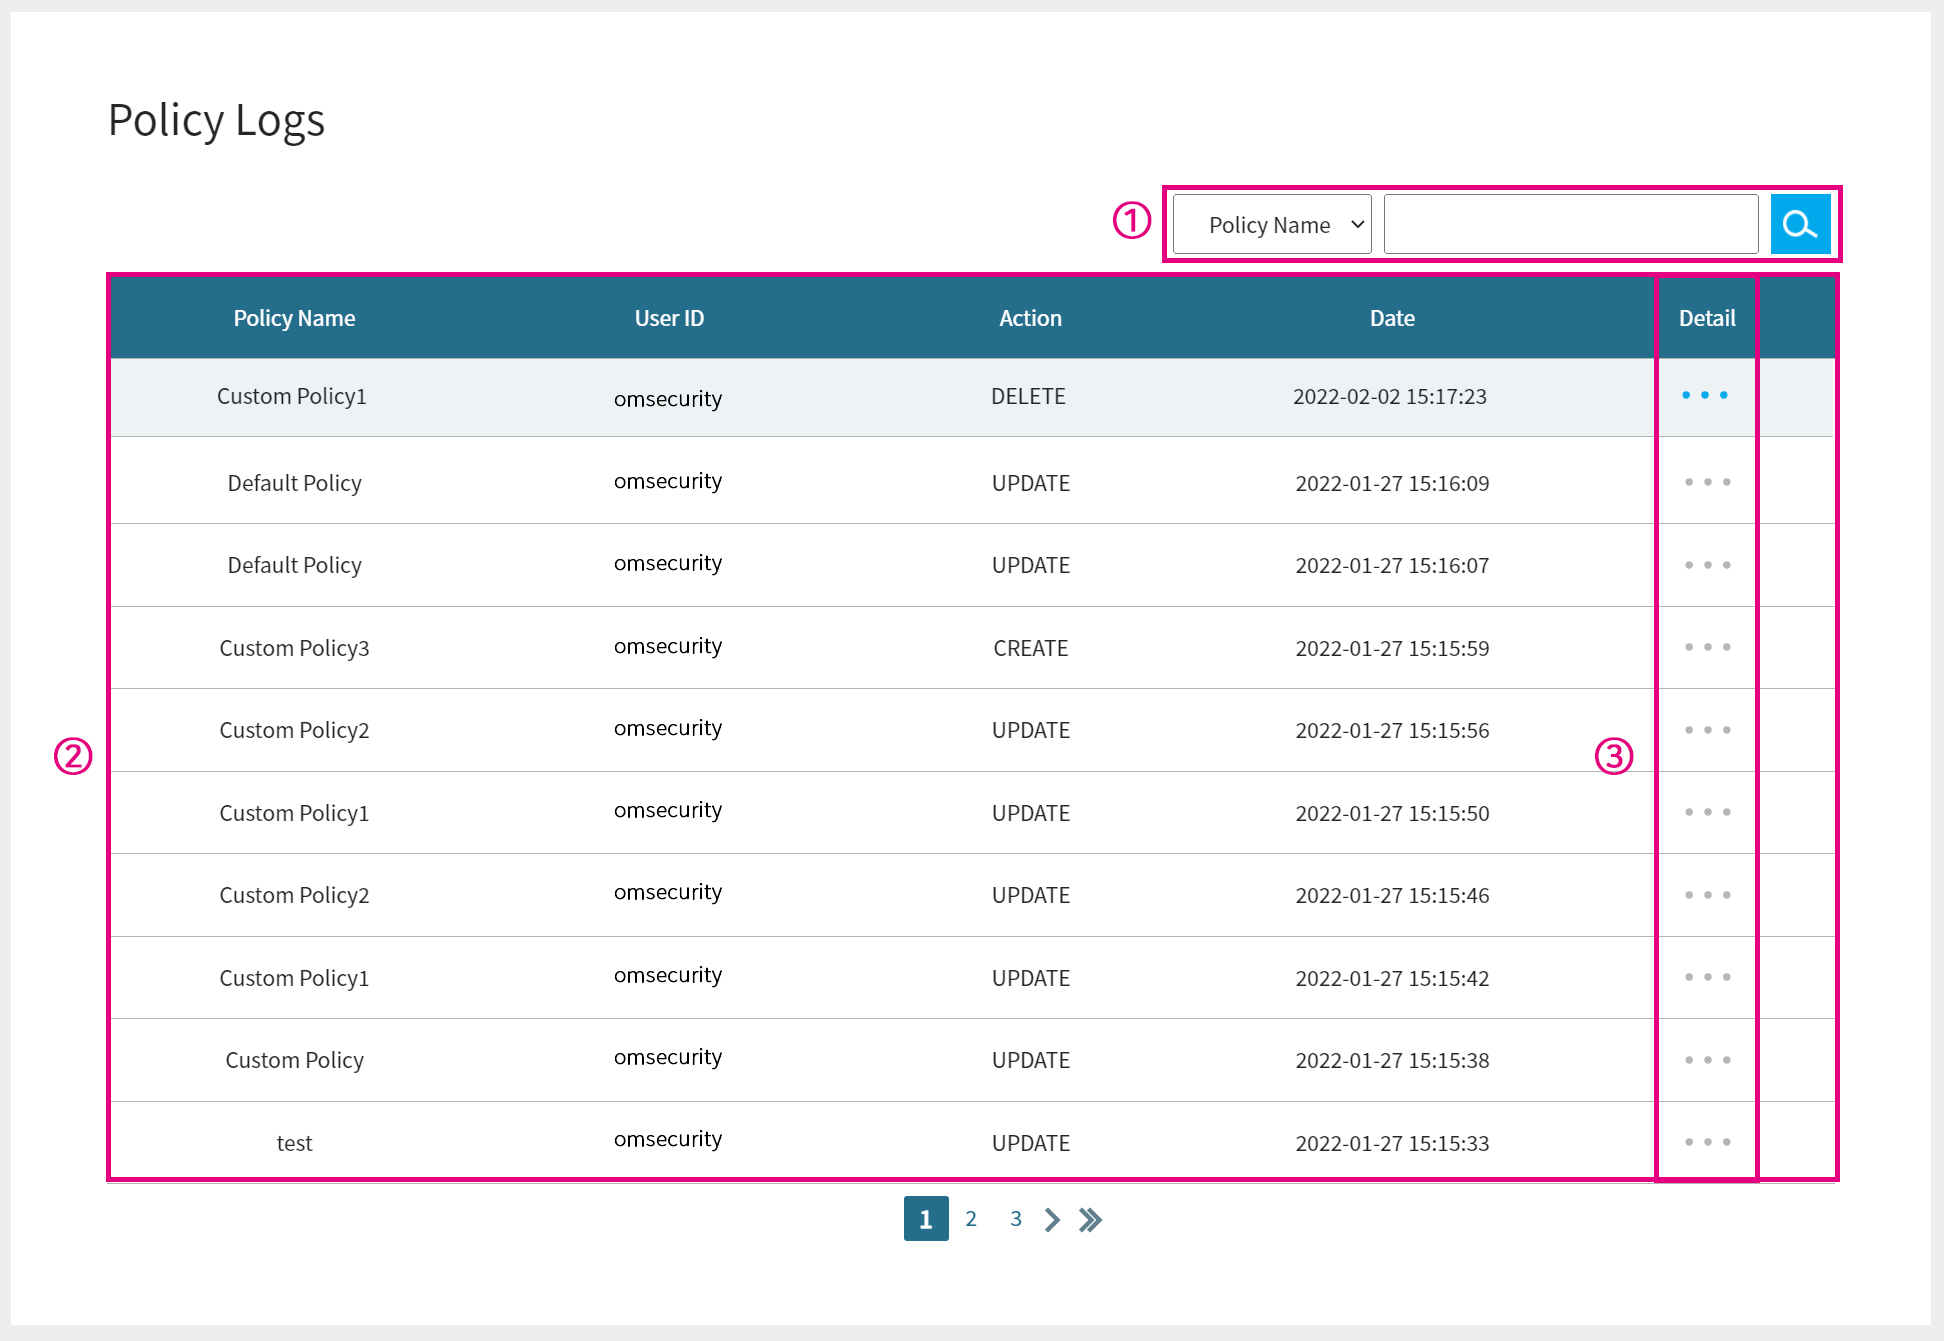 Policy Logs
① Policy Name
Policy Name User ID Action Date Detail
Custom Policy1 omsecurity DELETE 2022-02-02 15:17:23
Default Policy omsecurity UPDATE 2022-01-27 15:16:09
Default Policy omsecurity UPDATE 2022-01-27 15:16:07
Custom Policy3 omsecurity CREATE 2022-01-27 15:15:59
Custom Policy2 omsecurity UPDATE 2022-01-27 15:15:56
② ③
Custom Policy1 omsecurity UPDATE 2022-01-27 15:15:50
Custom Policy2 omsecurity UPDATE 2022-01-27 15:15:46
Custom Policy1 omsecurity UPDATE 2022-01-27 15:15:42
Custom Policy omsecurity UPDATE 2022-01-27 15:15:38
test omsecurity UPDATE 2022-01-27 15:15:33
1 2 3